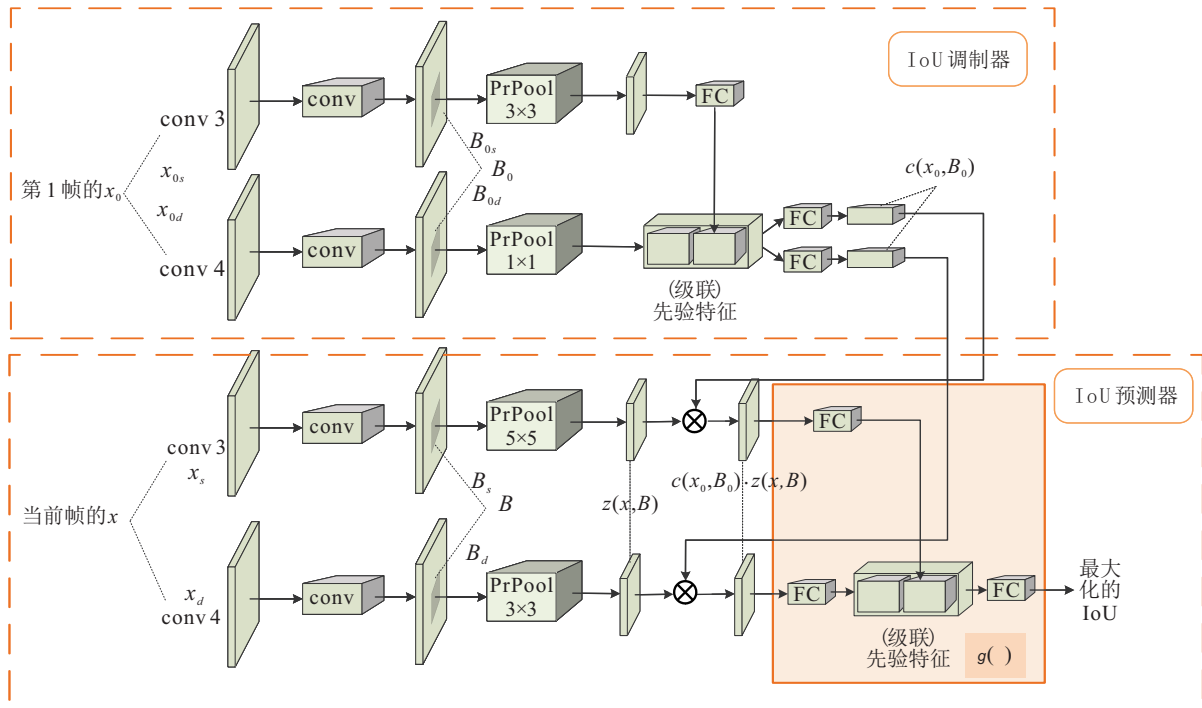 IoU 调制器
conv
PrPool
3×3
FC
conv 3
x₀ₛ
第 1 帧的x₀
x₀d
conv 4
B₀ₛ
B₀
B₀d
conv
PrPool
1×1
FC
FC
c(x₀,B₀)
(级联)
先验特征
IoU 预测器
conv
PrPool
5×5
FC
conv 3
xₛ
当前帧的x
x_d
conv 4
Bₛ
B
B_d
z(x,B)
c(x₀,B₀)·z(x,B)
conv
PrPool
3×3
FC
FC
(级联)
先验特征
g( )
最大
化的
IoU